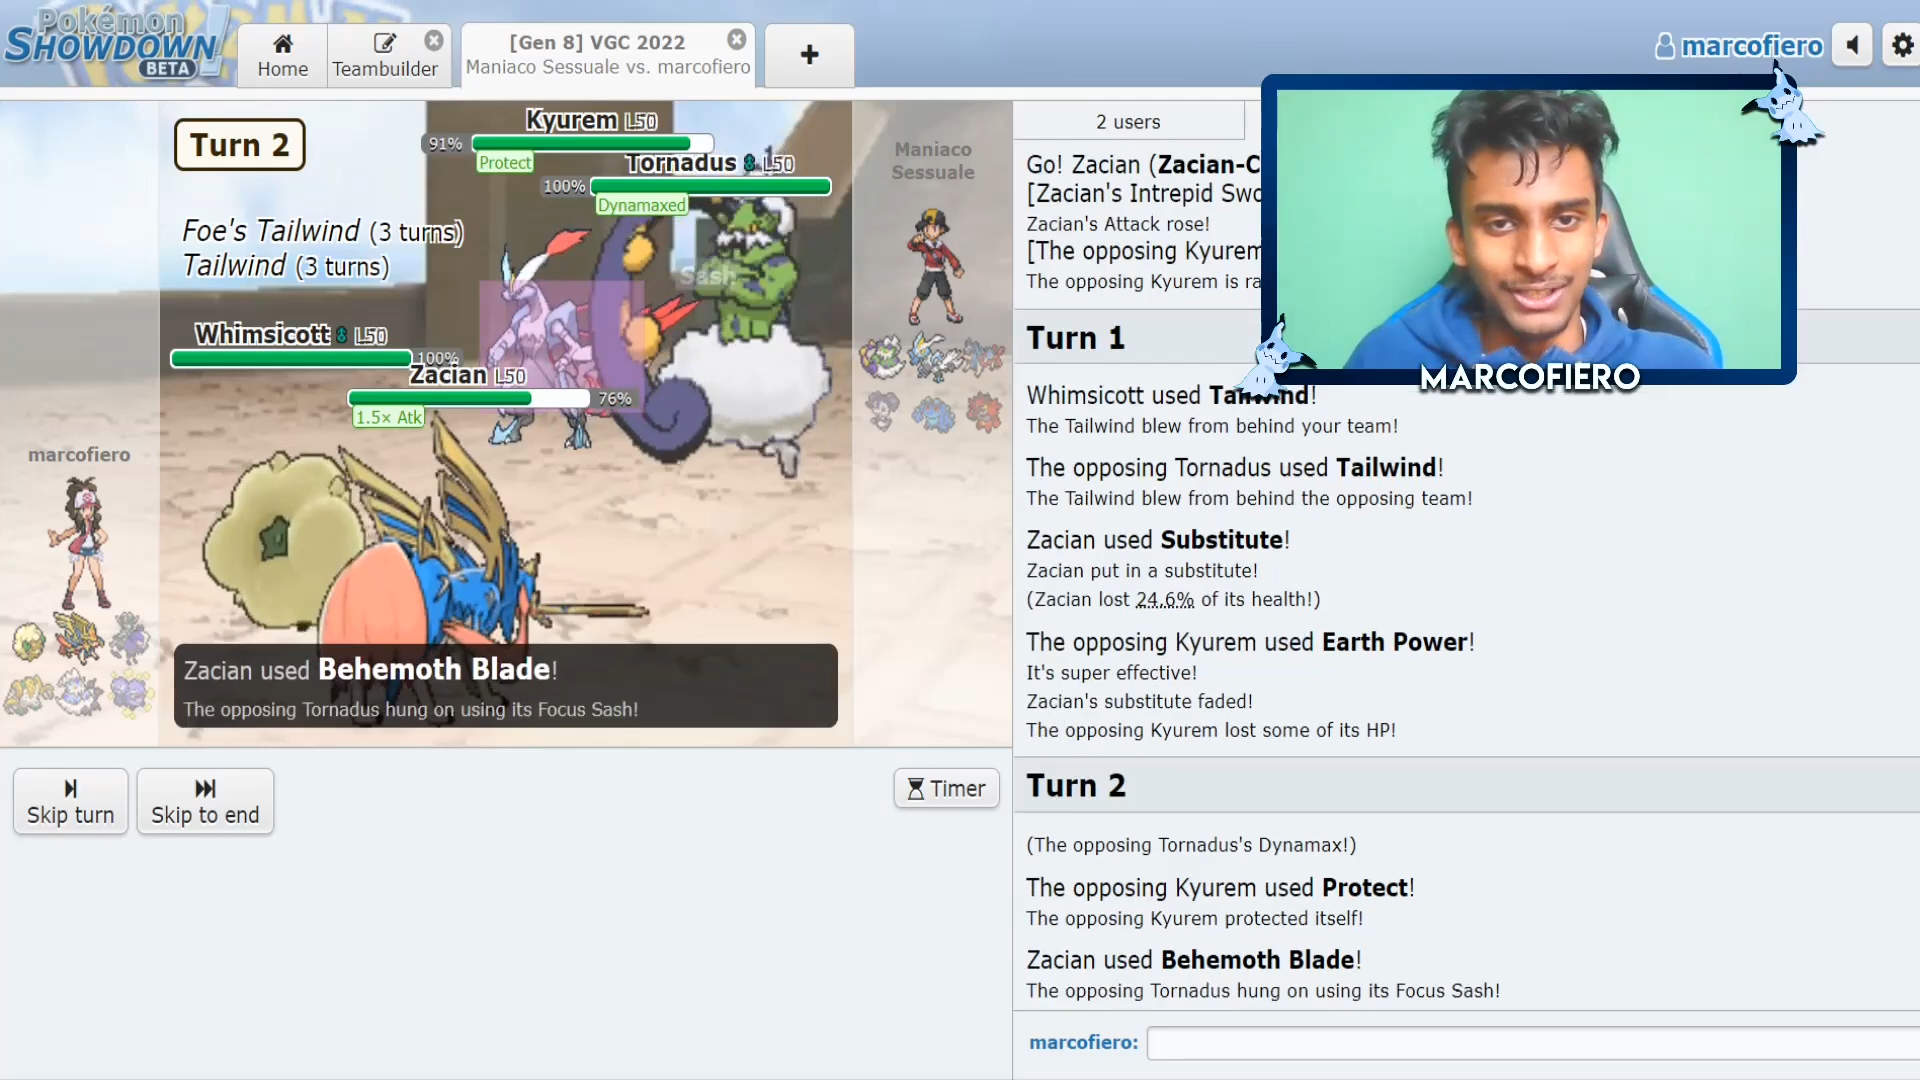 Pokémon
SHOWDOWN!
BETA
Home
Teambuilder
[Gen 8] VGC 2022
Maniaco Sessuale vs. marcofiero
marcofiero
Turn 2
Foe's Tailwind (3 turns)
Tailwind (3 turns)
Kyurem L50
91%
Protect
Tornadus L50
100%
Dynamaxed
Sash
Whimsicott L50
100%
Zacian L50
76%
1.5× Atk
Maniaco
Sessuale
marcofiero
Zacian used Behemoth Blade!
The opposing Tornadus hung on using its Focus Sash!
Skip turn
Skip to end
Timer
2 users
Go! Zacian (Zacian-C
[Zacian's Intrepid Swo
Zacian's Attack rose!
[The opposing Kyurem
The opposing Kyurem is ra
MARCOFIERO
Turn 1
Whimsicott used Tailwind!
The Tailwind blew from behind your team!
The opposing Tornadus used Tailwind!
The Tailwind blew from behind the opposing team!
Zacian used Substitute!
Zacian put in a substitute!
(Zacian lost 24.6% of its health!)
The opposing Kyurem used Earth Power!
It's super effective!
Zacian's substitute faded!
The opposing Kyurem lost some of its HP!
Turn 2
(The opposing Tornadus's Dynamax!)
The opposing Kyurem used Protect!
The opposing Kyurem protected itself!
Zacian used Behemoth Blade!
The opposing Tornadus hung on using its Focus Sash!
marcofiero: